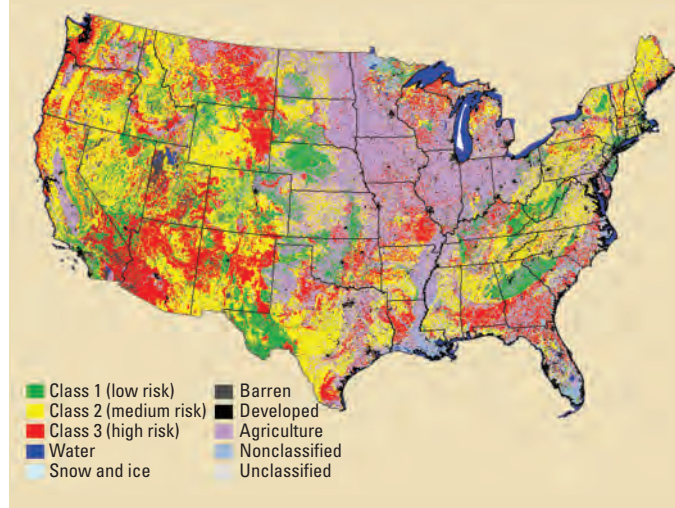 Class 1 (low risk)
Class 2 (medium risk)
Class 3 (high risk)
Water
Snow and ice
Barren
Developed
Agriculture
Nonclassified
Unclassified